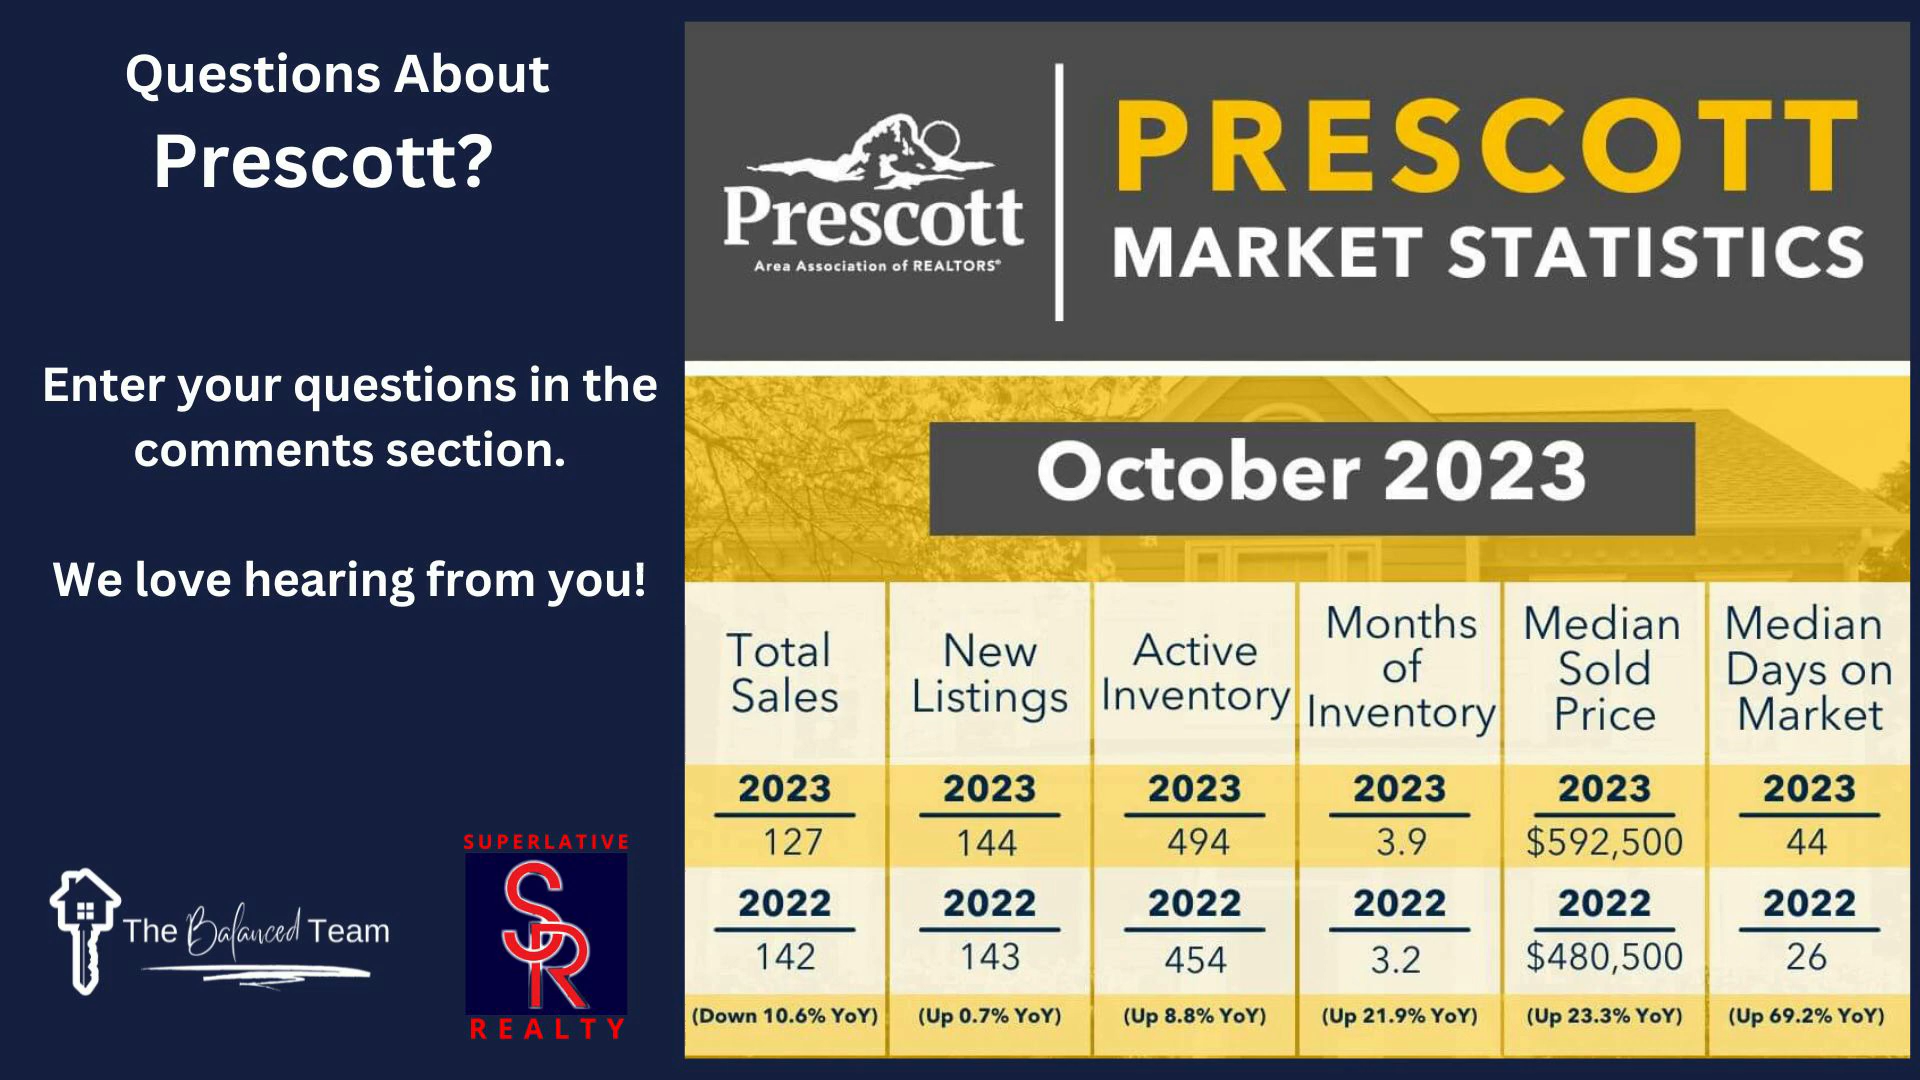 Questions About
Prescott?
Enter your questions in the
comments section.
We love hearing from you!
The Balanced Team
SUPERLATIVE
SR
REALTY
Prescott
Area Association of REALTORS®
PRESCOTT
MARKET STATISTICS
October 2023
Total
Sales
2023
127
2022
142
(Down 10.6% YoY)
New
Listings
2023
144
2022
143
(Up 0.7% YoY)
Active
Inventory
2023
494
2022
454
(Up 8.8% YoY)
Months
of
Inventory
2023
3.9
2022
3.2
(Up 21.9% YoY)
Median
Sold
Price
2023
$592,500
2022
$480,500
(Up 23.3% YoY)
Median
Days on
Market
2023
44
2022
26
(Up 69.2% YoY)